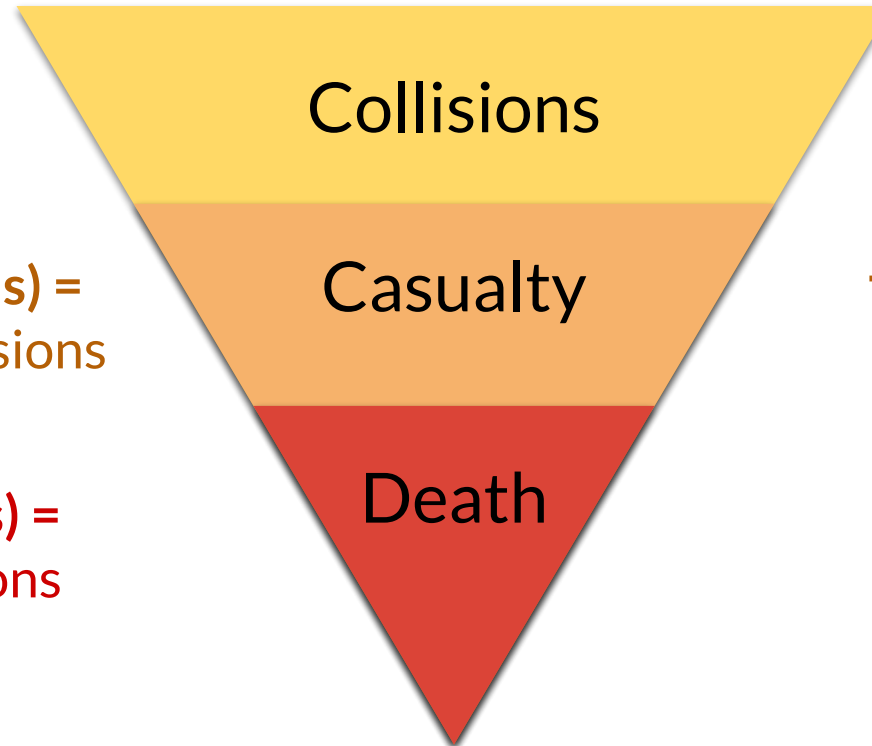 Collisions
Casualty
s) =
sions
Death
s) =
ons